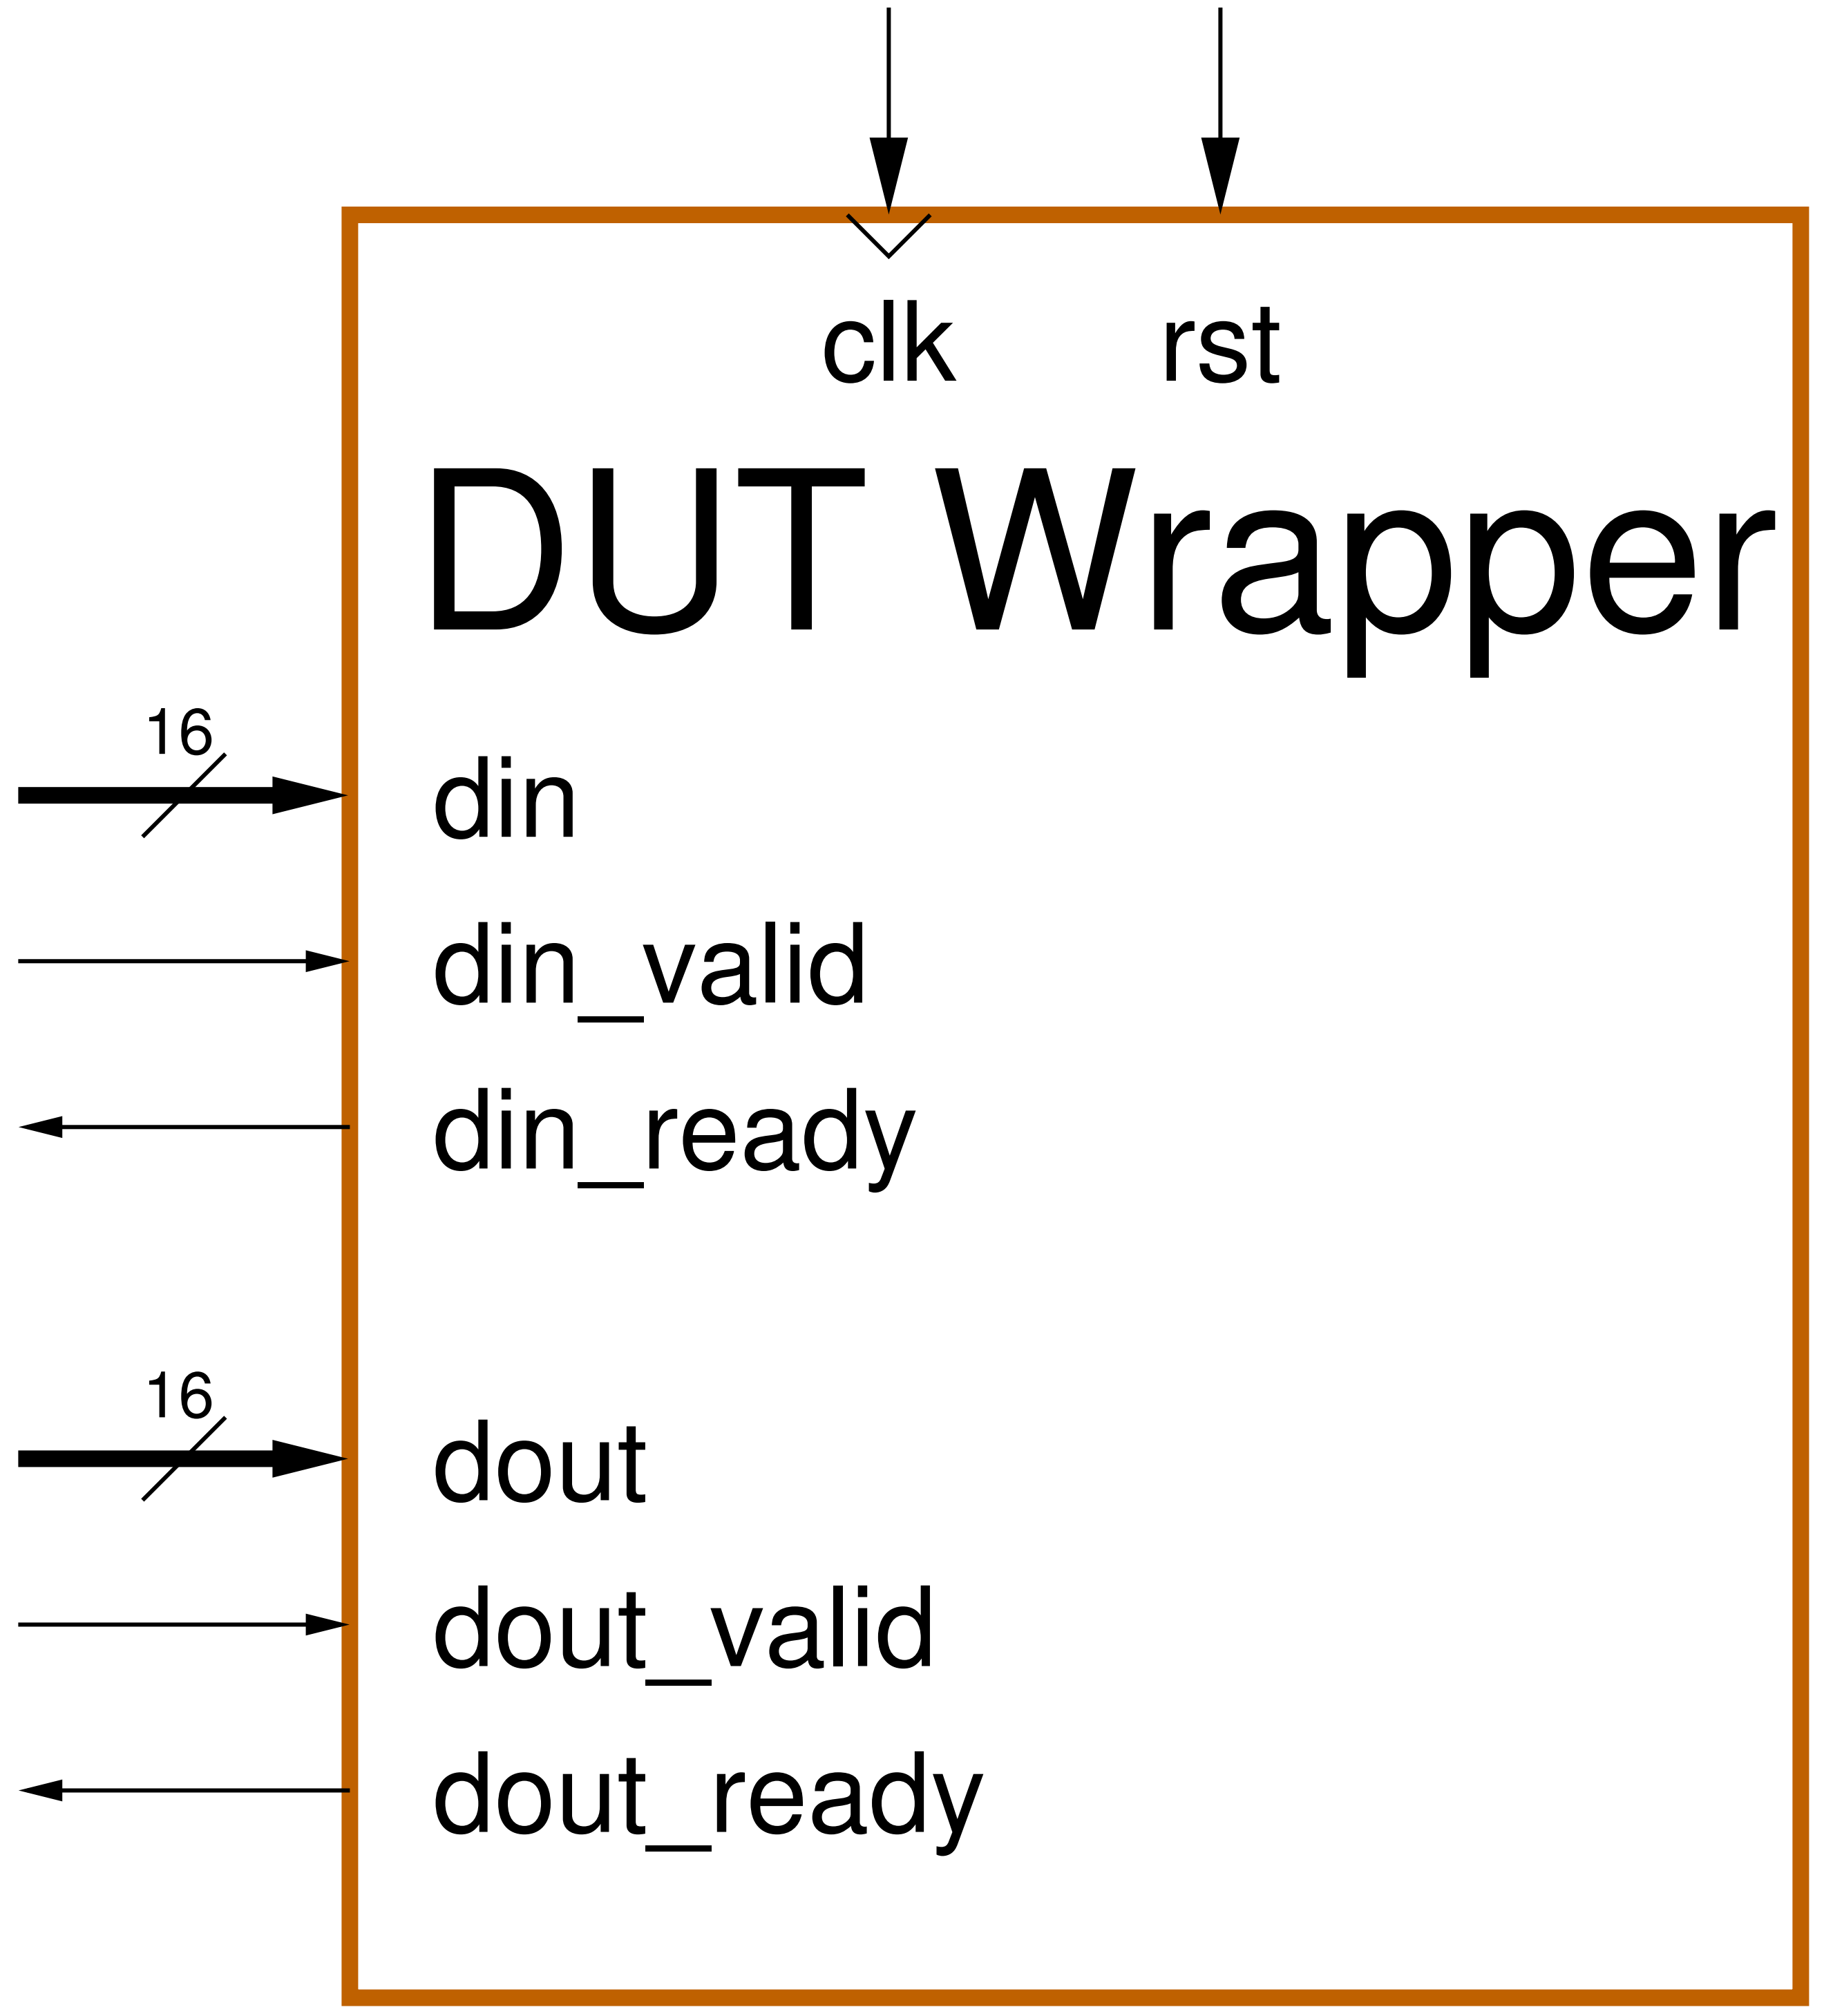 clk rst
DUT Wrapper
16
din
din_valid
din_ready
16
dout
dout_valid
dout_ready